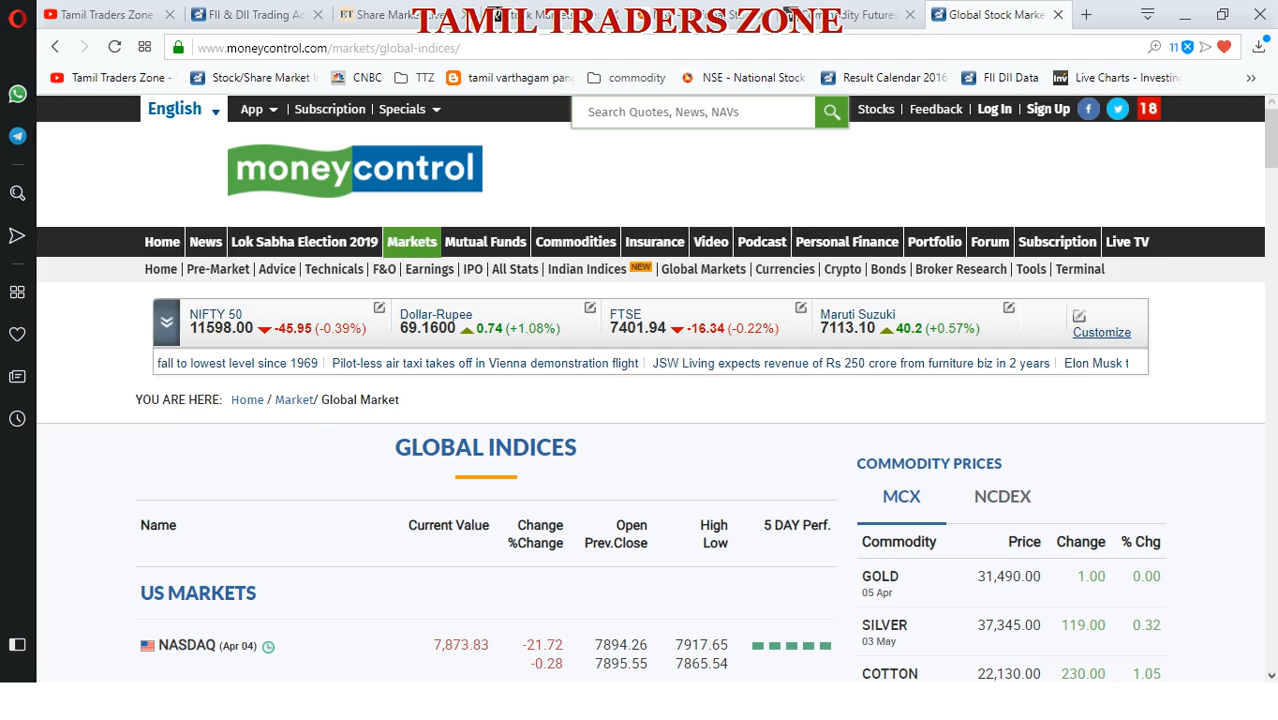 Tamil Traders Zone
FII & DII Trading Ac
ET Share Mark
Commodity Futures
Global Stock Marke
TAMIL TRADERS ZONE
www.moneycontrol.com/markets/global-indices/
11
Tamil Traders Zone -
Stock/Share Market I
CNBC
TTZ
tamil varthagam pang
commodity
NSE - National Stock
Result Calendar 2016
FII DII Data
Inv Live Charts - Investin
English
App | Subscription | Specials
Search Quotes, News, NAVs
Stocks | Feedback | Log In | Sign Up
18
moneycontrol
Home News Lok Sabha Election 2019 Markets Mutual Funds Commodities Insurance Video Podcast Personal Finance Portfolio Forum Subscription Live TV
Home | Pre-Market | Advice | Technicals | F&O | Earnings | IPO | All Stats | Indian Indices NEW | Global Markets | Currencies | Crypto | Bonds | Broker Research | Tools | Terminal
NIFTY 50
11598.00 -45.95 (-0.39%)
Dollar-Rupee
69.1600 0.74 (+1.08%)
FTSE
7401.94 -16.34 (-0.22%)
Maruti Suzuki
7113.10 40.2 (+0.57%)
Customize
fall to lowest level since 1969 | Pilot-less air taxi takes off in Vienna demonstration flight | JSW Living expects revenue of Rs 250 crore from furniture biz in 2 years | Elon Musk t
YOU ARE HERE: Home / Market/ Global Market
GLOBAL INDICES
Name Current Value Change Open High 5 DAY Perf.
%Change Prev.Close Low
US MARKETS
NASDAQ (Apr 04) 7,873.83 -21.72 7894.26 7917.65
-0.28 7895.55 7865.54
COMMODITY PRICES
MCX NCDEX
Commodity Price Change % Chg
GOLD 31,490.00 1.00 0.00
05 Apr
SILVER 37,345.00 119.00 0.32
03 May
COTTON 22,130.00 230.00 1.05